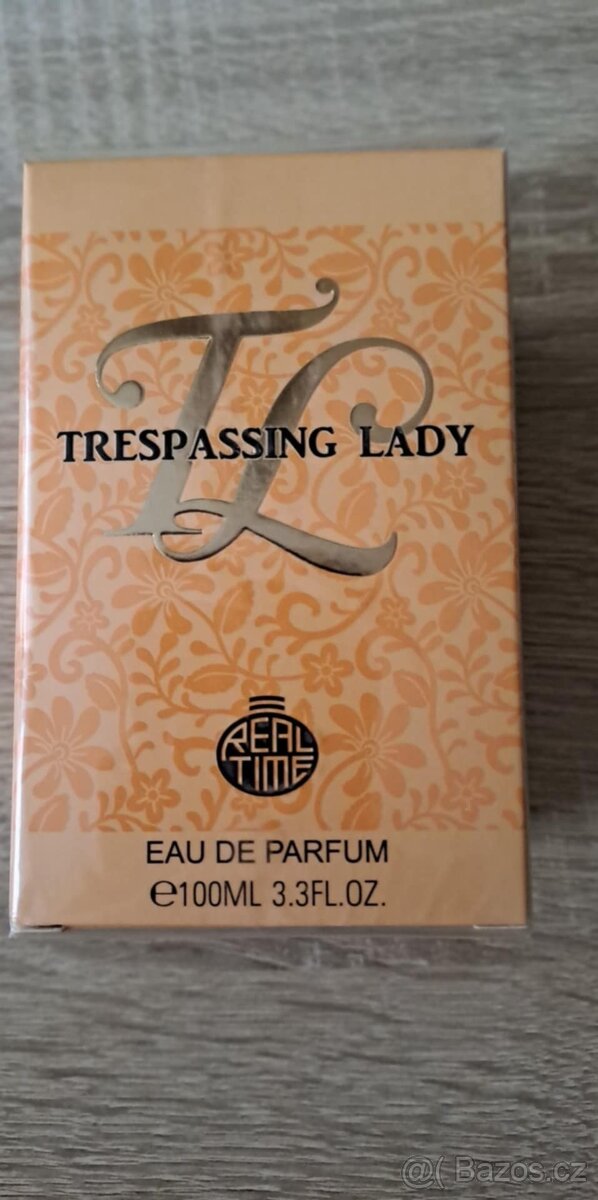 TL
TRESPASSING LADY
REAL
TIME
EAU DE PARFUM
℮100ML 3.3FL.OZ.
@( Bazos.cz